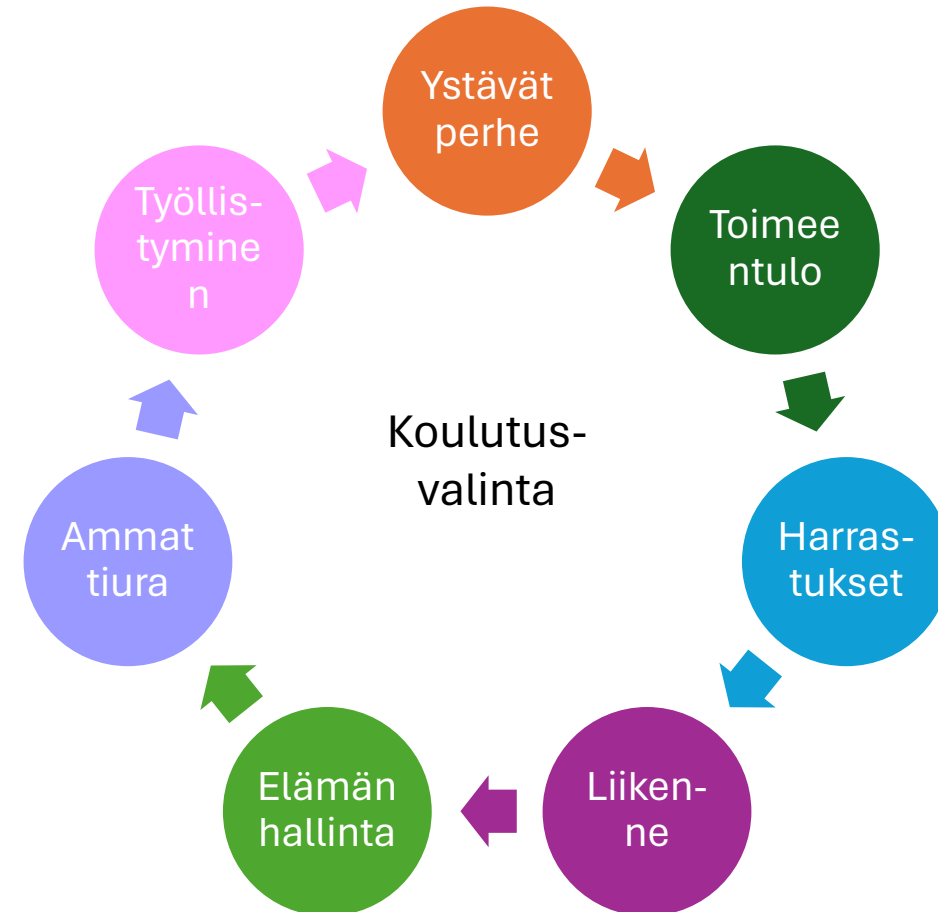 Ystävät
perhe
Toimee
ntulo
Harras-
tukset
Liiken-
ne
Elämän
hallinta
Ammat
tiura
Työllis-
tymine
n
Koulutus-
valinta